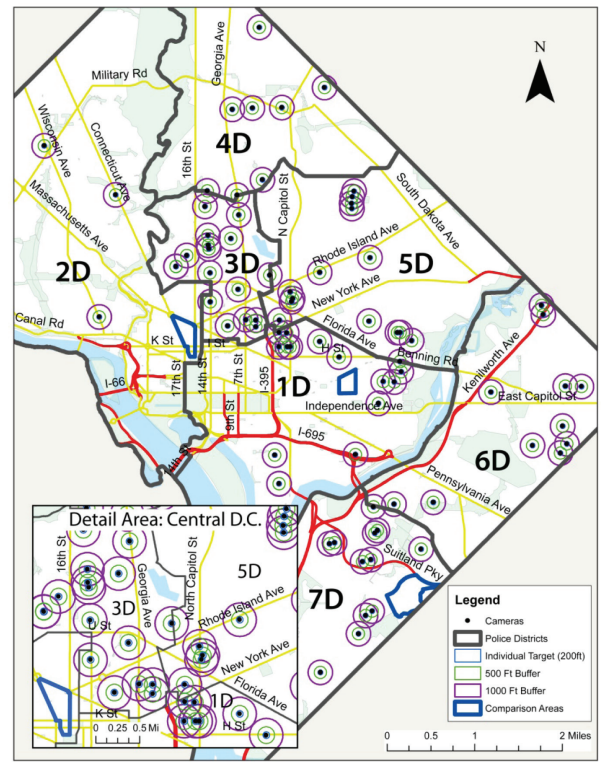 N
Military Rd
Georgia Ave
Wisconsin Ave
Connecticut Ave
16th St
4D
Massachusetts Ave
N Capitol St
South Dakota Ave
2D
3D
Rhode Island Ave
5D
New York Ave
Canal Rd
K St
H St
Florida Ave
Benning Rd
Kenilworth Ave
I-66
17th St
14th St
7th St
I-395
1D
9th St
Independence Ave
East Capitol St
I-695
6D
Pennsylvania Ave
Suitland Pky
7D
Detail Area: Central D.C.
16th St
Georgia Ave
North Capitol St
5D
3D
Rhode Island Ave
U St
New York Ave
Florida Ave
1D
K St
H St
0 0.25 0.5 Mi
Legend
Cameras
Police Districts
Individual Target (200ft)
500 Ft Buffer
1000 Ft Buffer
Comparison Areas
0 0.5 1 2 Miles